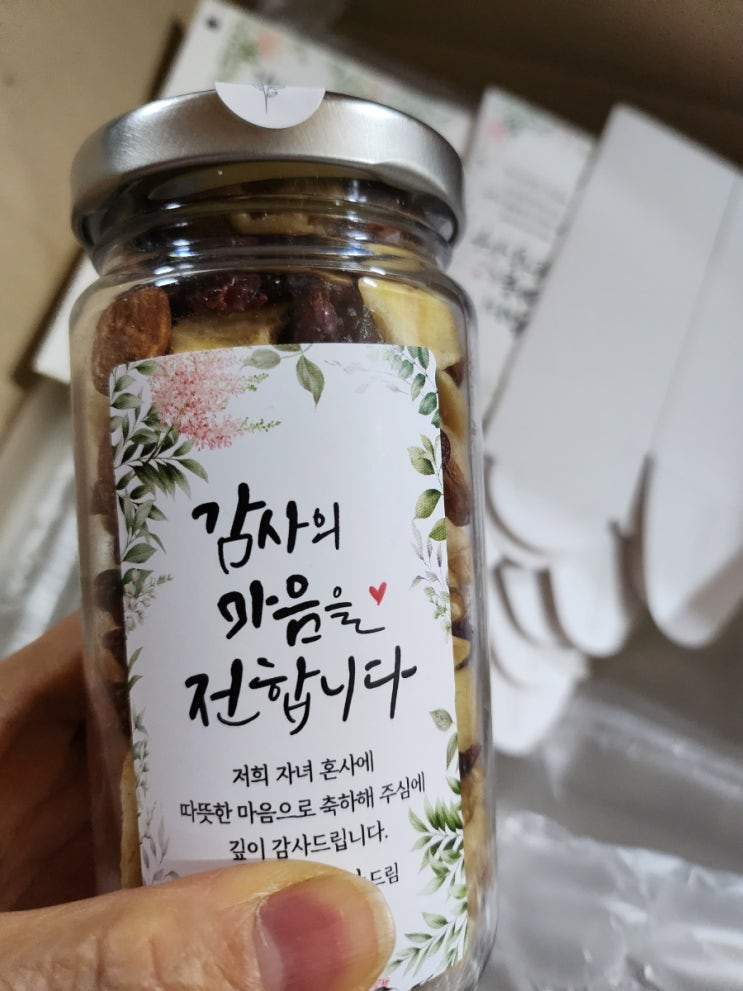 감사의
마음을
전합니다
저희 자녀 혼사에
따뜻한 마음으로 축하해 주심에
깊이 감사드립니다.
드림